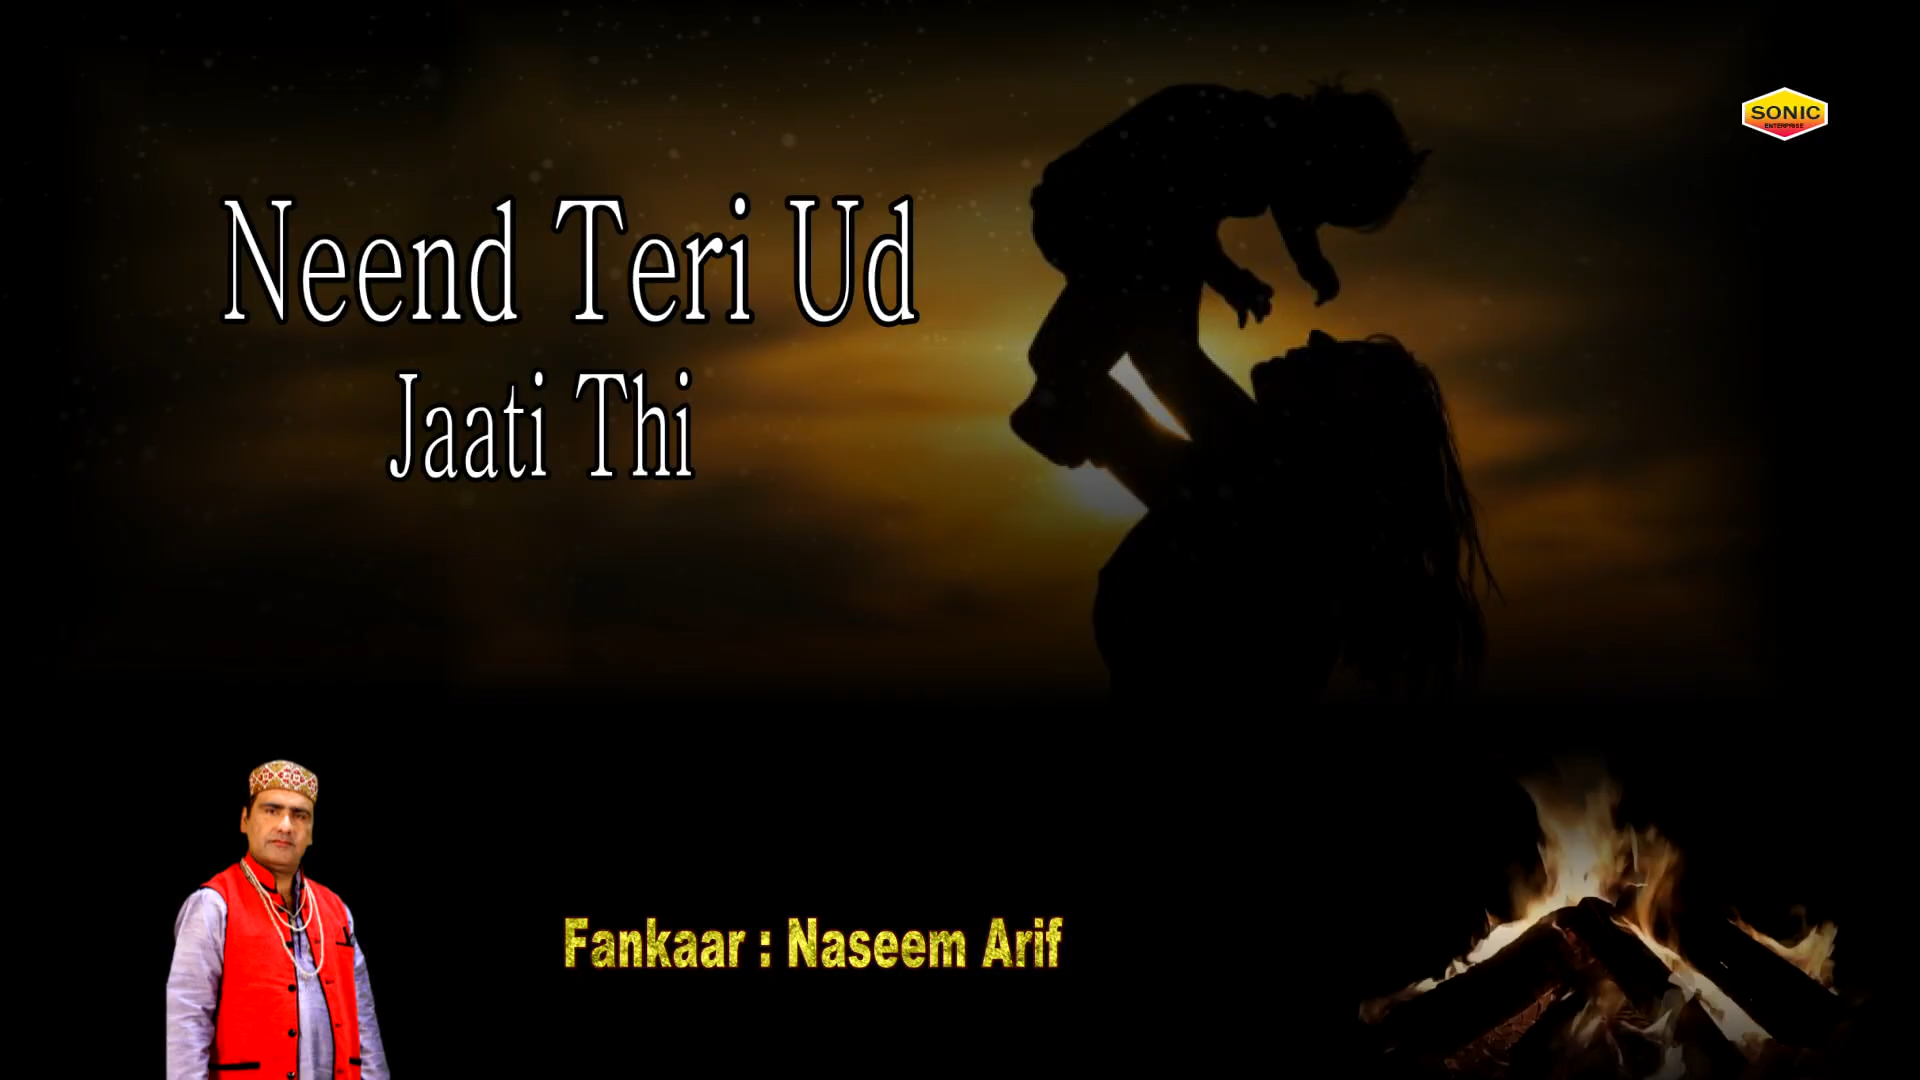 SONIC
ENTERPRISE
Neend Teri Ud
Jaati Thi
Fankaar : Naseem Arif